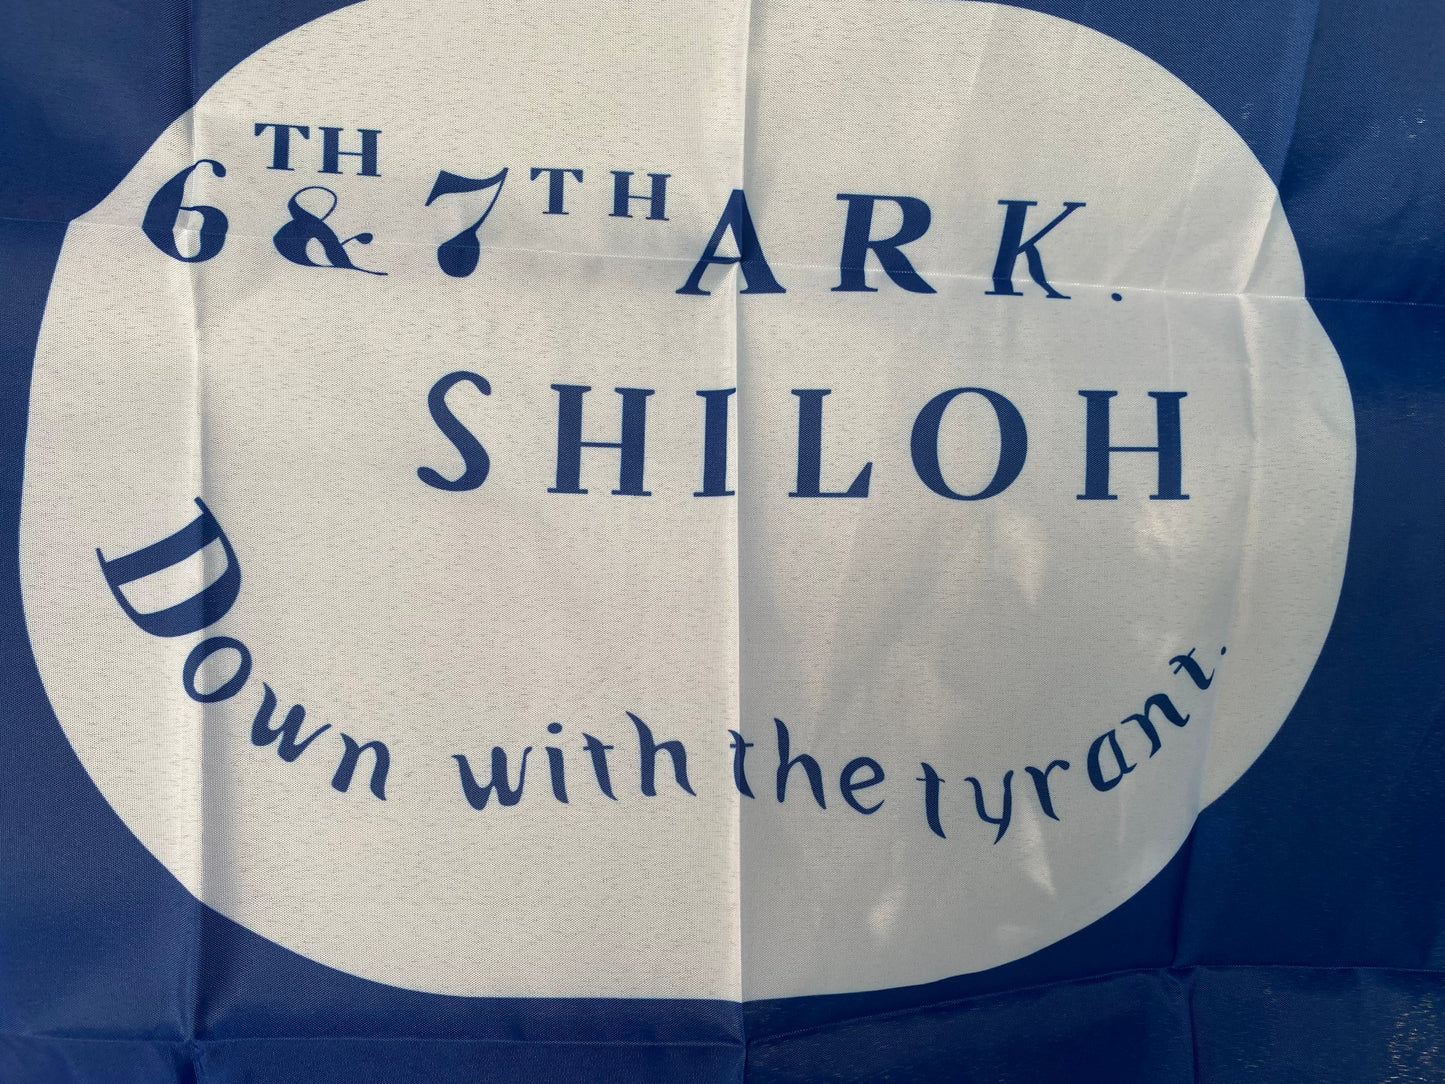 6TH & 7TH ARK.
SHILOH
Down with the tyrant.